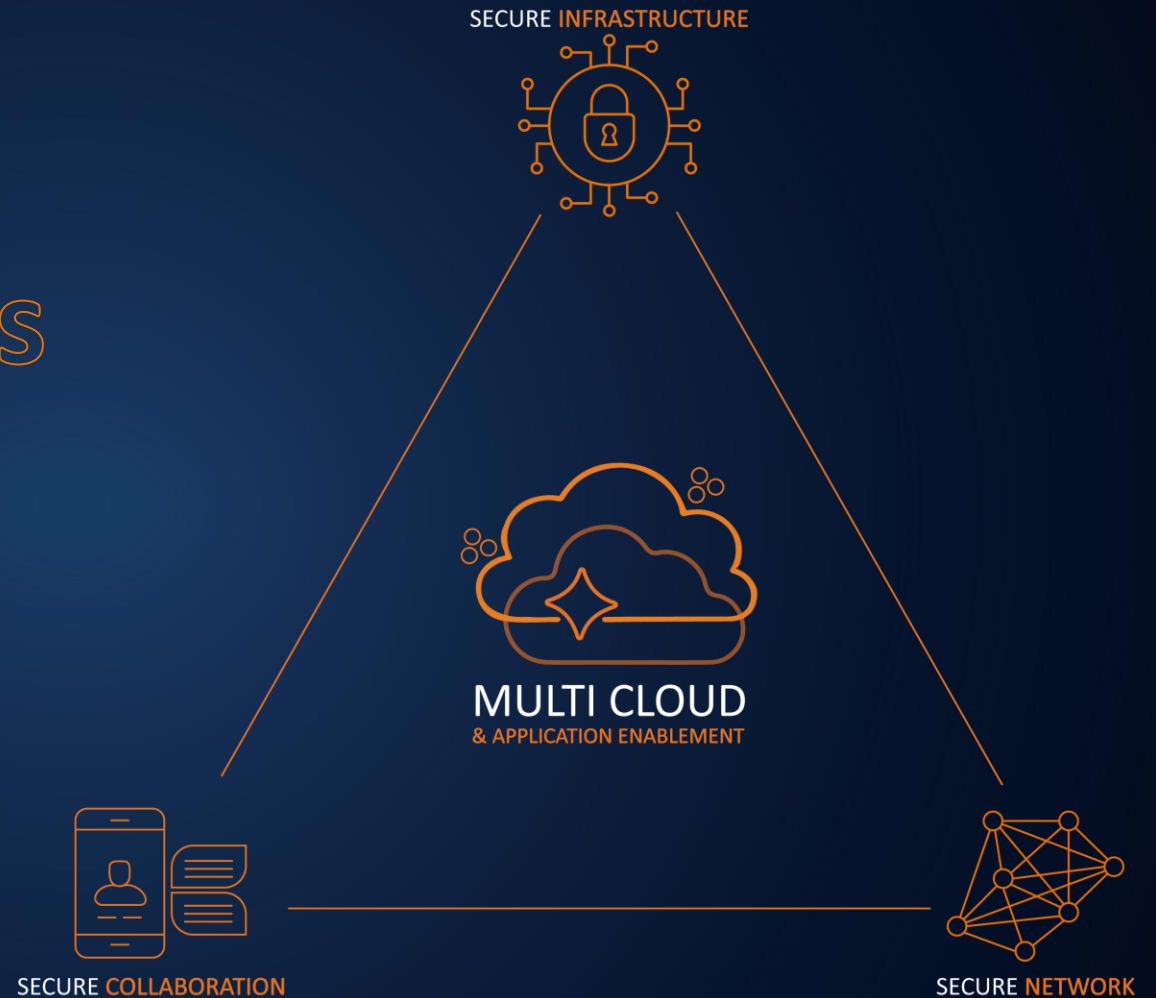 SECURE INFRASTRUCTURE
S
MULTI CLOUD
& APPLICATION ENABLEMENT
SECURE COLLABORATION
SECURE NETWORK